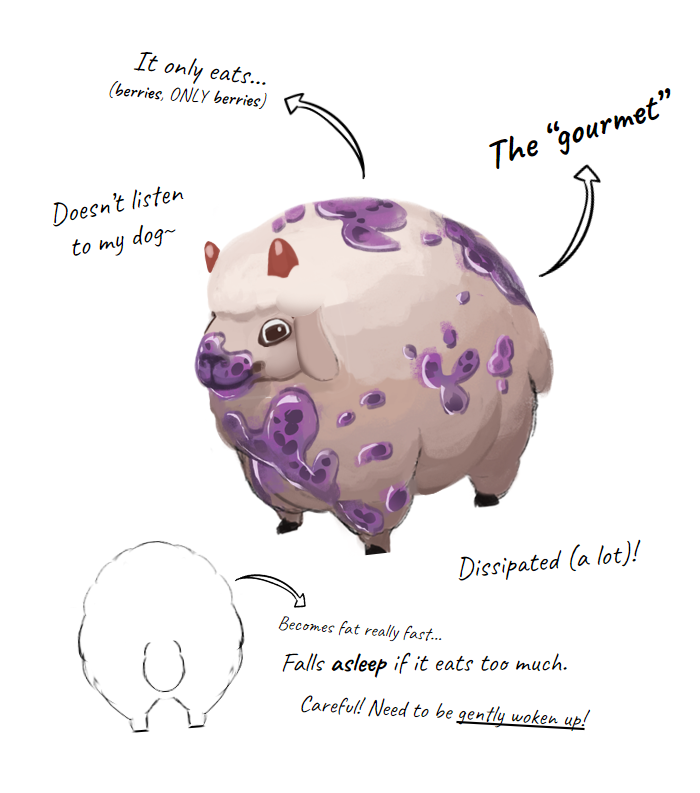 It only eats...
(berries, ONLY berries)
The “gourmet”
Doesn't listen
to my dog~
Dissipated (a lot)!
Becomes fat really fast...
Falls asleep if it eats too much.
Careful! Need to be gently woken up!